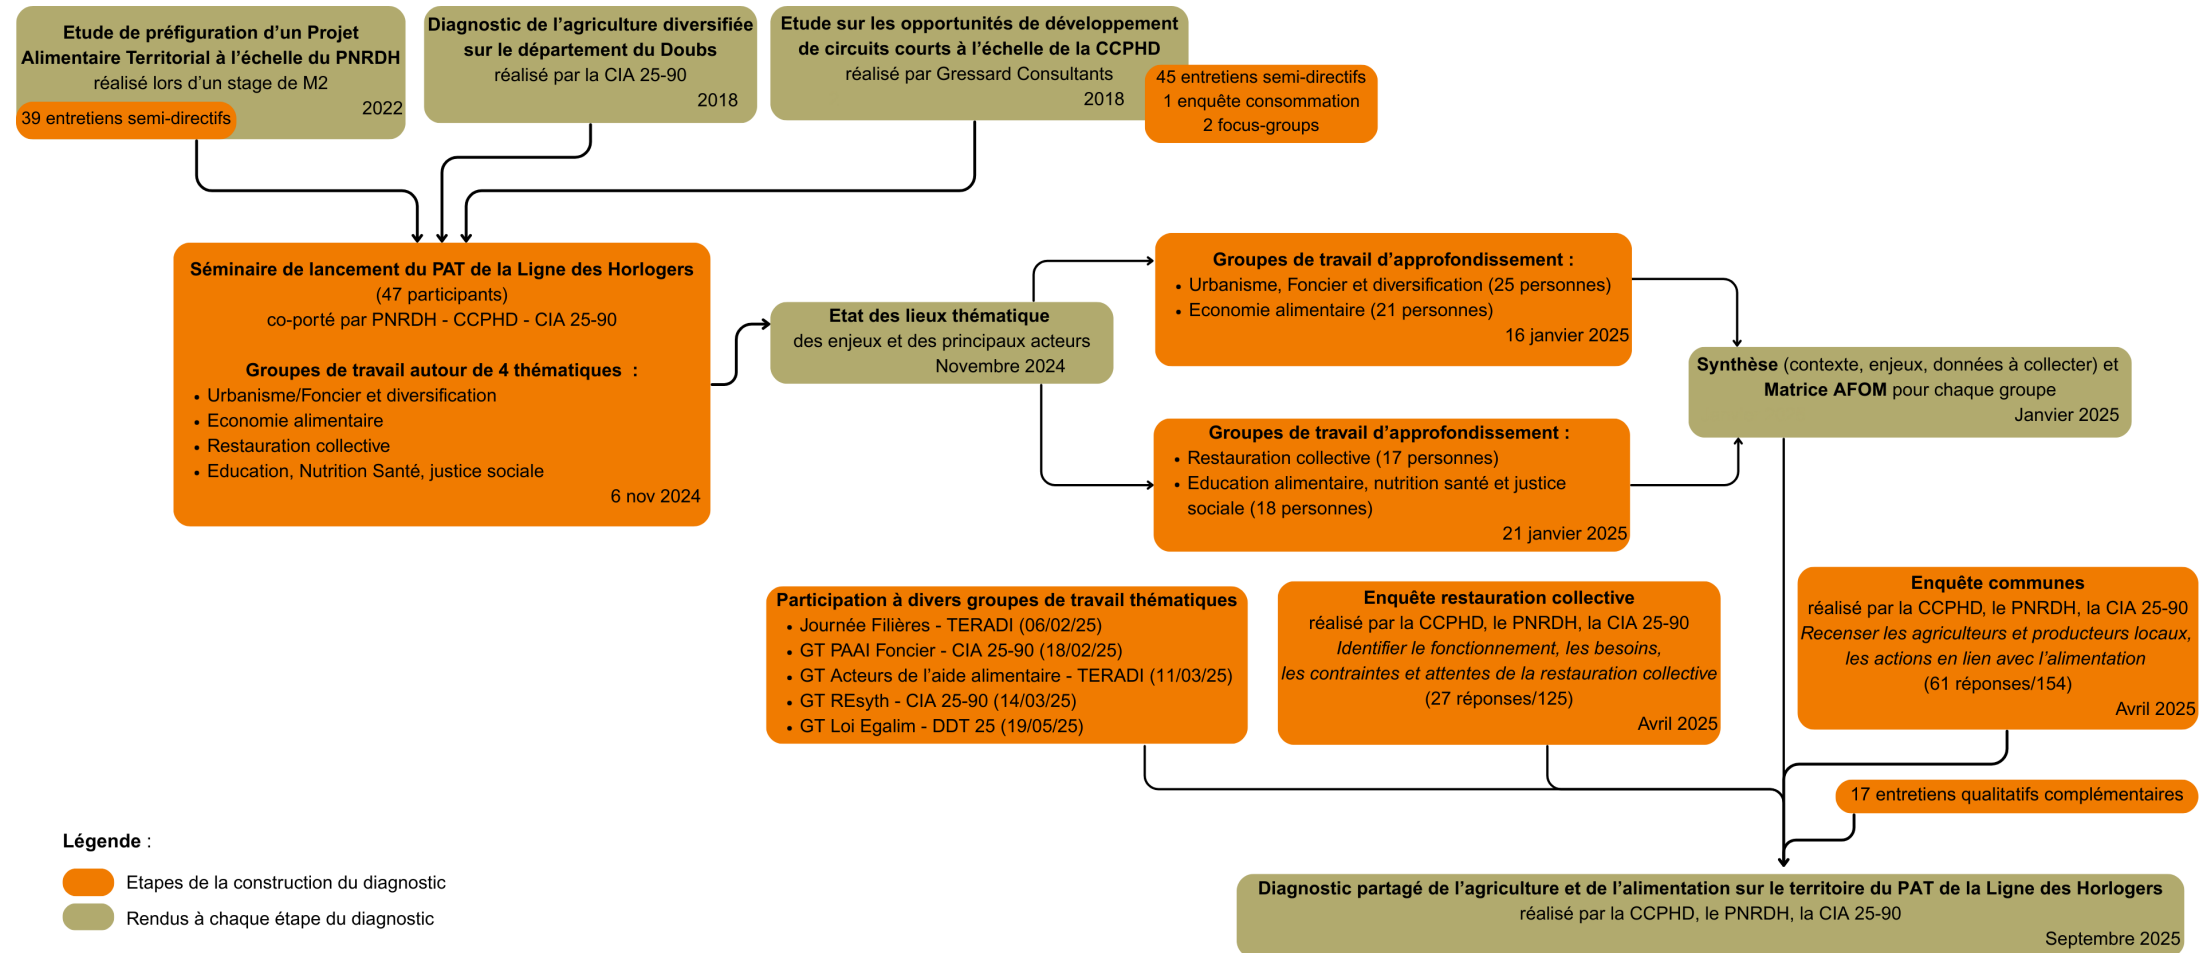 Etude de préfiguration d’un Projet
Alimentaire Territorial à l’échelle du PNRDH
réalisé lors d’un stage de M2
2022
39 entretiens semi-directifs
Diagnostic de l’agriculture diversifiée
sur le département du Doubs
réalisé par la CIA 25-90
2018
Etude sur les opportunités de développement
de circuits courts à l’échelle de la CCPHD
réalisé par Gressard Consultants
2018
45 entretiens semi-directifs
1 enquête consommation
2 focus-groups
Séminaire de lancement du PAT de la Ligne des Horlogers
(47 participants)
co-porté par PNRDH - CCPHD - CIA 25-90
Groupes de travail autour de 4 thématiques :
• Urbanisme/Foncier et diversification
• Economie alimentaire
• Restauration collective
• Education, Nutrition Santé, justice sociale
6 nov 2024
Etat des lieux thématique
des enjeux et des principaux acteurs
Novembre 2024
Groupes de travail d’approfondissement :
• Urbanisme, Foncier et diversification (25 personnes)
• Economie alimentaire (21 personnes)
16 janvier 2025
Groupes de travail d’approfondissement :
• Restauration collective (17 personnes)
• Education alimentaire, nutrition santé et justice
sociale (18 personnes)
21 janvier 2025
Synthèse (contexte, enjeux, données à collecter) et
Matrice AFOM pour chaque groupe
Janvier 2025
Participation à divers groupes de travail thématiques
• Journée Filières - TERADI (06/02/25)
• GT PAAI Foncier - CIA 25-90 (18/02/25)
• GT Acteurs de l’aide alimentaire - TERADI (11/03/25)
• GT REsyth - CIA 25-90 (14/03/25)
• GT Loi Egalim - DDT 25 (19/05/25)
Enquête restauration collective
réalisé par la CCPHD, le PNRDH, la CIA 25-90
Identifier le fonctionnement, les besoins,
les contraintes et attentes de la restauration collective
(27 réponses/125)
Avril 2025
Enquête communes
réalisé par la CCPHD, le PNRDH, la CIA 25-90
Recenser les agriculteurs et producteurs locaux,
les actions en lien avec l’alimentation
(61 réponses/154)
Avril 2025
17 entretiens qualitatifs complémentaires
Légende :
Etapes de la construction du diagnostic
Rendus à chaque étape du diagnostic
Diagnostic partagé de l’agriculture et de l’alimentation sur le territoire du PAT de la Ligne des Horlogers
réalisé par la CCPHD, le PNRDH, la CIA 25-90
Septembre 2025